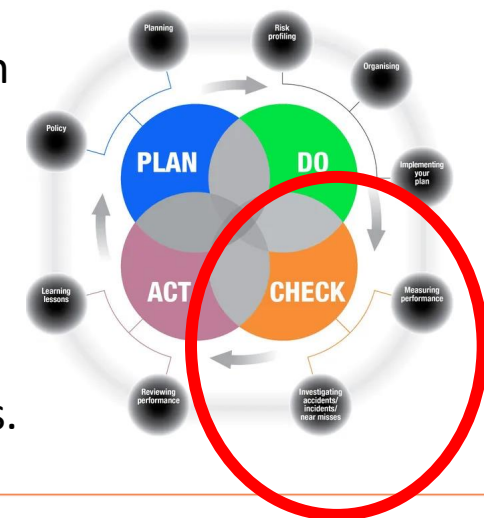 Planning
Risk
profiling
Organising
Policy
PLAN
DO
Implementing
your
plan
ACT
CHECK
Learning
lessons
Measuring
performance
Reviewing
performance
Investigating
accidents/
incidents/
near misses
s.